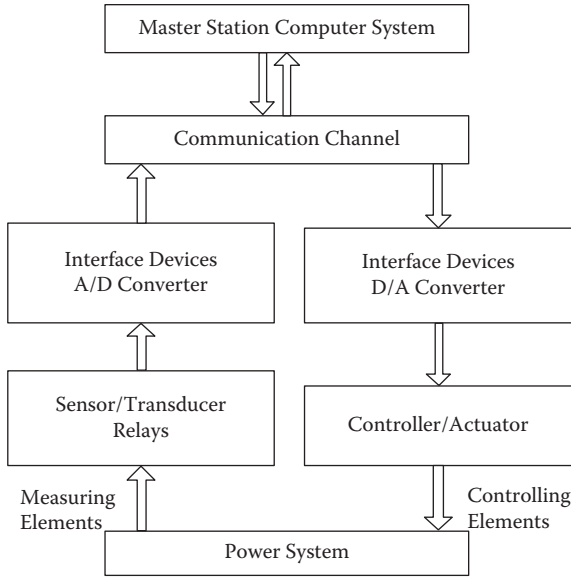 Master Station Computer System
Communication Channel
Interface Devices
A/D Converter
Interface Devices
D/A Converter
Sensor/Transducer
Relays
Controller/Actuator
Measuring
Elements
Controlling
Elements
Power System